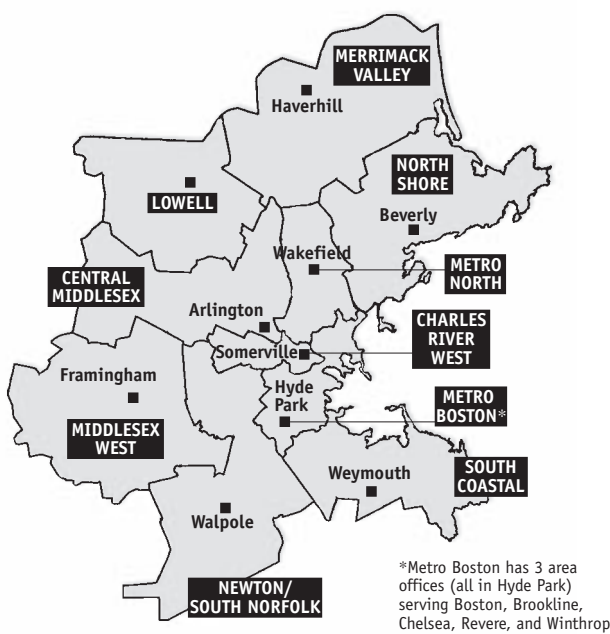 MERRIMACK
VALLEY
Haverhill
NORTH
SHORE
LOWELL
Beverly
Wakefield
METRO
NORTH
CENTRAL
MIDDLESEX
Arlington
CHARLES
RIVER
WEST
Somerville
Framingham
Hyde
Park
METRO
BOSTON*
MIDDLESEX
WEST
SOUTH
COASTAL
Weymouth
Walpole
NEWTON/
SOUTH NORFOLK
*Metro Boston has 3 area
offices (all in Hyde Park)
serving Boston, Brookline,
Chelsea, Revere, and Winthrop